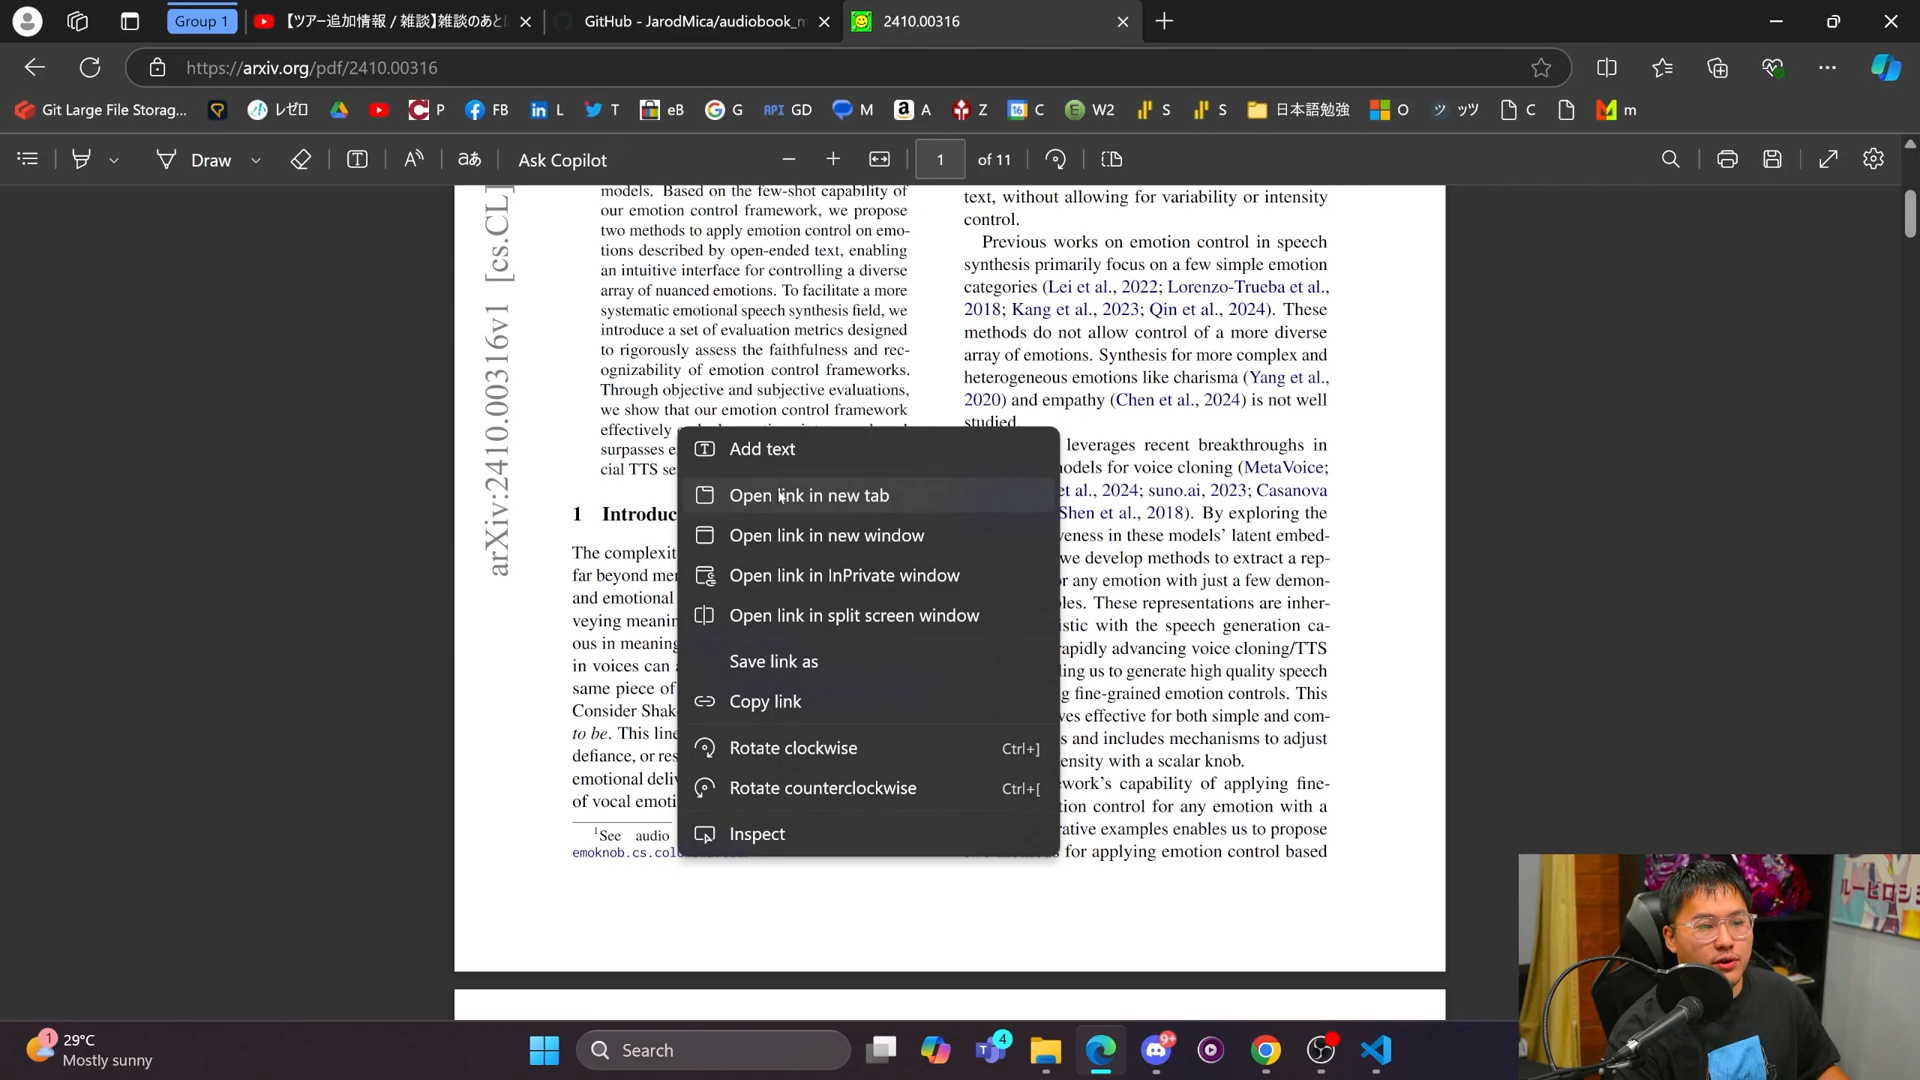 Group 1
【ツアー追加情報 / 雑談】雑談のあと
GitHub - JarodMica/audiobook_m
2410.00316
https://arxiv.org/pdf/2410.00316
Git Large File Storag...
レゼロ
P
FB
L
T
eB
G
GD
M
A
Z
C
W2
S
S
日本語勉強
O
ッツ
C
m
Draw
Ask Copilot
1
of 11
arXiv:2410.00316v1 [cs.CL]
models. Based on the few-shot capability of
our emotion control framework, we propose
two methods to apply emotion control on emo-
tions described by open-ended text, enabling
an intuitive interface for controlling a diverse
array of nuanced emotions. To facilitate a more
systematic emotional speech synthesis field, we
introduce a set of evaluation metrics designed
to rigorously assess the faithfulness and rec-
ognizability of emotion control frameworks.
Through objective and subjective evaluations,
we show that our emotion control framework
effectively
surpasses e
cial TTS se
1 Introduc
The complexit
far beyond mer
and emotional
veying meanin
ous in meaning
in voices can
same piece of
Consider Shak
to be. This line
defiance, or res
emotional deliv
of vocal emoti
1See audio
emoknob.cs.col
text, without allowing for variability or intensity
control.
Previous works on emotion control in speech
synthesis primarily focus on a few simple emotion
categories (Lei et al., 2022; Lorenzo-Trueba et al.,
2018; Kang et al., 2023; Qin et al., 2024). These
methods do not allow control of a more diverse
array of emotions. Synthesis for more complex and
heterogeneous emotions like charisma (Yang et al.,
2020) and empathy (Chen et al., 2024) is not well
studied.
leverages recent breakthroughs in
odels for voice cloning (MetaVoice;
et al., 2024; suno.ai, 2023; Casanova
Shen et al., 2018). By exploring the
veness in these models' latent embed-
we develop methods to extract a rep-
or any emotion with just a few demon-
les. These representations are inher-
istic with the speech generation ca-
rapidly advancing voice cloning/TTS
ling us to generate high quality speech
g fine-grained emotion controls. This
ves effective for both simple and com-
s and includes mechanisms to adjust
ensity with a scalar knob.
work's capability of applying fine-
tion control for any emotion with a
rative examples enables us to propose
for applying emotion control based
Add text
Open link in new tab
Open link in new window
Open link in InPrivate window
Open link in split screen window
Save link as
Copy link
Rotate clockwise Ctrl+]
Rotate counterclockwise Ctrl+[
Inspect
1
29°C
Mostly sunny
Search
4
9+